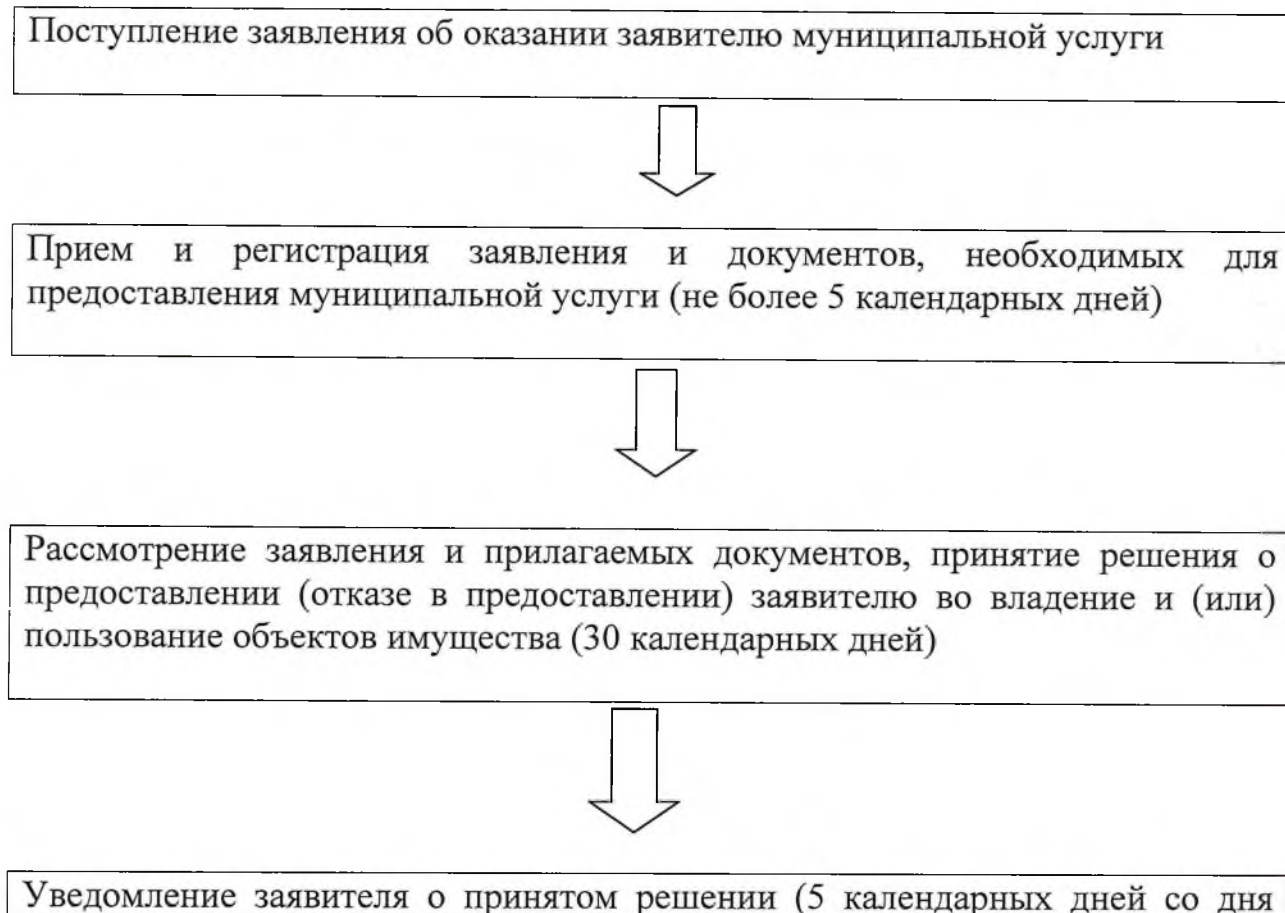 Поступление заявления об оказании заявителю муниципальной услуги
Прием и регистрация заявления и документов, необходимых для
предоставления муниципальной услуги (не более 5 календарных дней)
Рассмотрение заявления и прилагаемых документов, принятие решения о
предоставлении (отказе в предоставлении) заявителю во владение и (или)
пользование объектов имущества (30 календарных дней)
Уведомление заявителя о принятом решении (5 календарных дней со дня